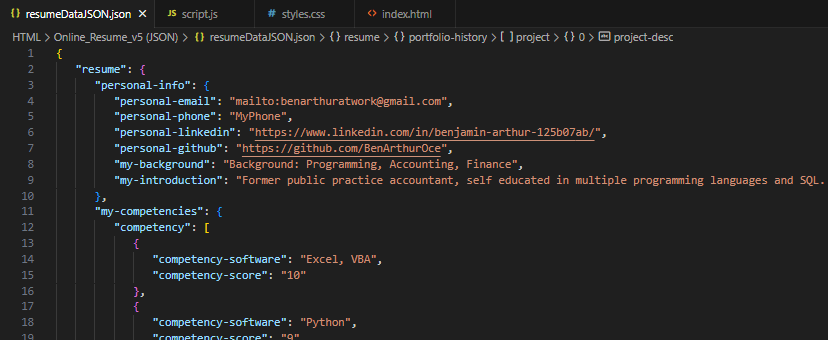 { } resumeDataJSON.json × JS script.js # styles.css <> index.html
HTML > Online_Resume_v5 (JSON) > { } resumeDataJSON.json > { } resume > { } portfolio-history > [ ] project > { } 0 > abc project-desc
1 {
2 "resume": {
3 "personal-info": {
4 "personal-email": "mailto:benarthuratwork@gmail.com",
5 "personal-phone": "MyPhone",
6 "personal-linkedin": "https://www.linkedin.com/in/benjamin-arthur-125b07ab/",
7 "personal-github": "https://github.com/BenArthurOce",
8 "my-background": "Background: Programming, Accounting, Finance",
9 "my-introduction": "Former public practice accountant, self educated in multiple programming languages and SQL.
10 },
11 "my-competencies": {
12 "competency": [
13 {
14 "competency-software": "Excel, VBA",
15 "competency-score": "10"
16 },
17 {
18 "competency-software": "Python",
19 "competency-score": "9"